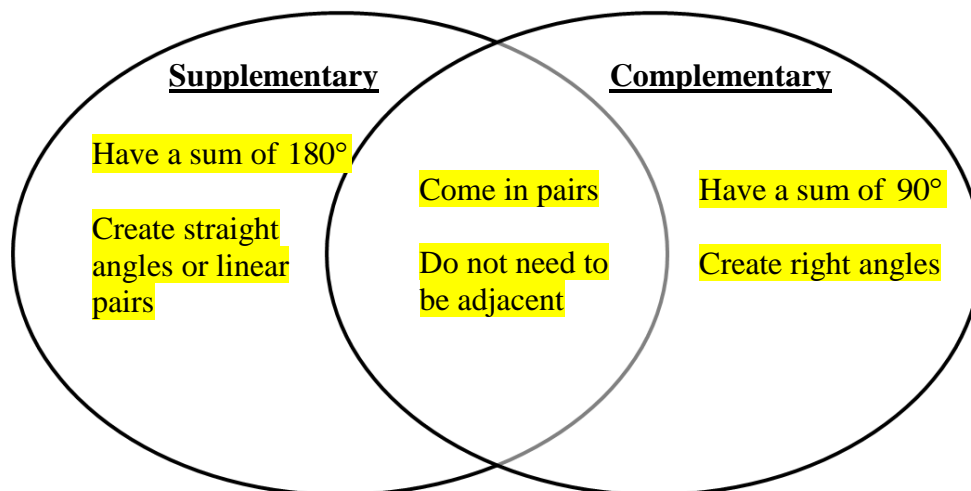 Supplementary
Complementary
Have a sum of 180°
Create straight
angles or linear
pairs
Come in pairs
Do not need to
be adjacent
Have a sum of 90°
Create right angles